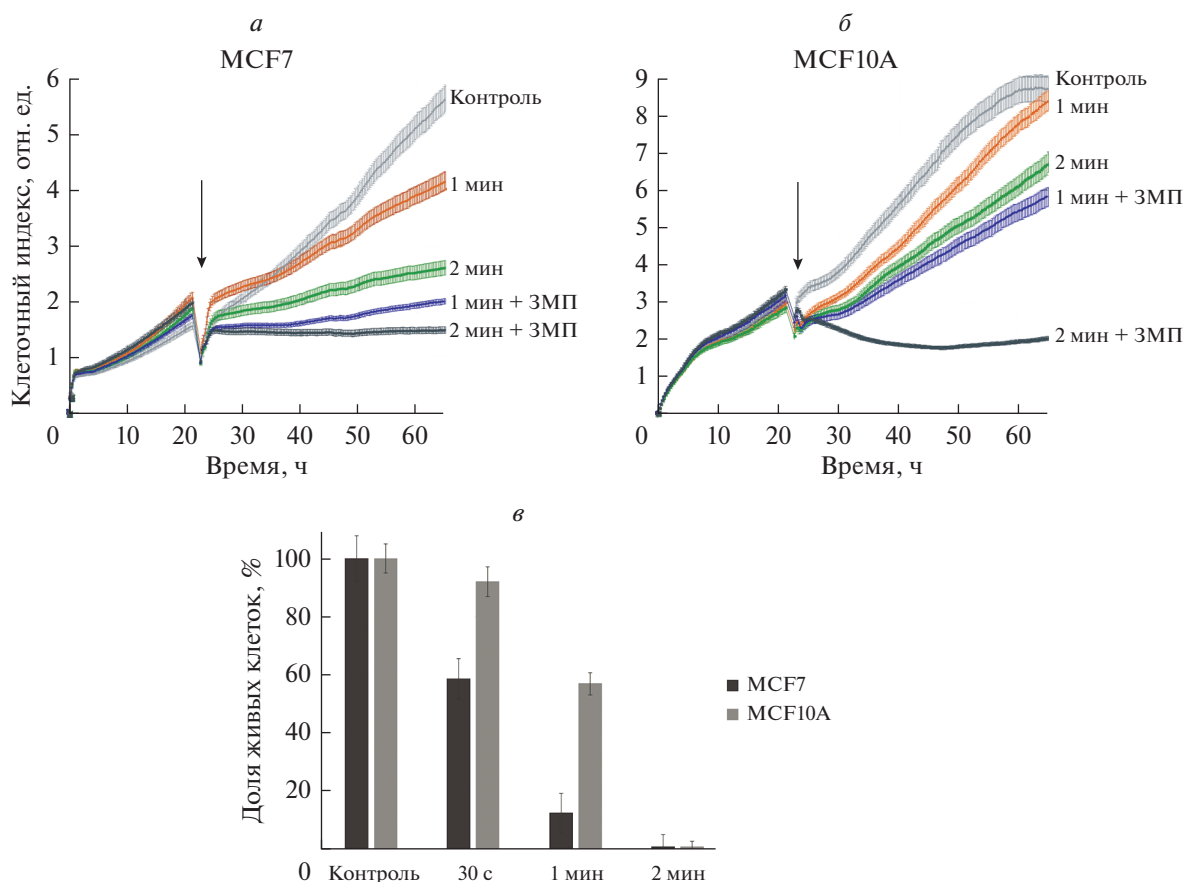 а
MCF7
Клеточный индекс, отн. ед.
6
5
4
3
2
1
0
10
20
30
40
50
60
Время, ч
Контроль
1 мин
2 мин
1 мин + ЗМП
2 мин + ЗМП
б
MCF10A
9
8
7
6
5
4
3
2
1
0
10
20
30
40
50
60
Время, ч
Контроль
1 мин
2 мин
1 мин + ЗМП
2 мин + ЗМП
в
Доля живых клеток, %
100
80
60
40
20
0
Контроль
30 с
1 мин
2 мин
MCF7
MCF10A